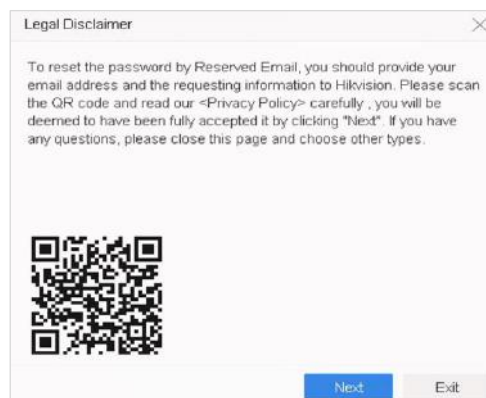 Legal Disclaimer
To reset the password by Reserved Email, you should provide your
email address and the requesting information to Hikvision. Please scan
the QR code and read our <Privacy Policy> carefully , you will be
deemed to have been fully accepted it by clicking "Next". If you have
any questions, please close this page and choose other types.
Next
Exit